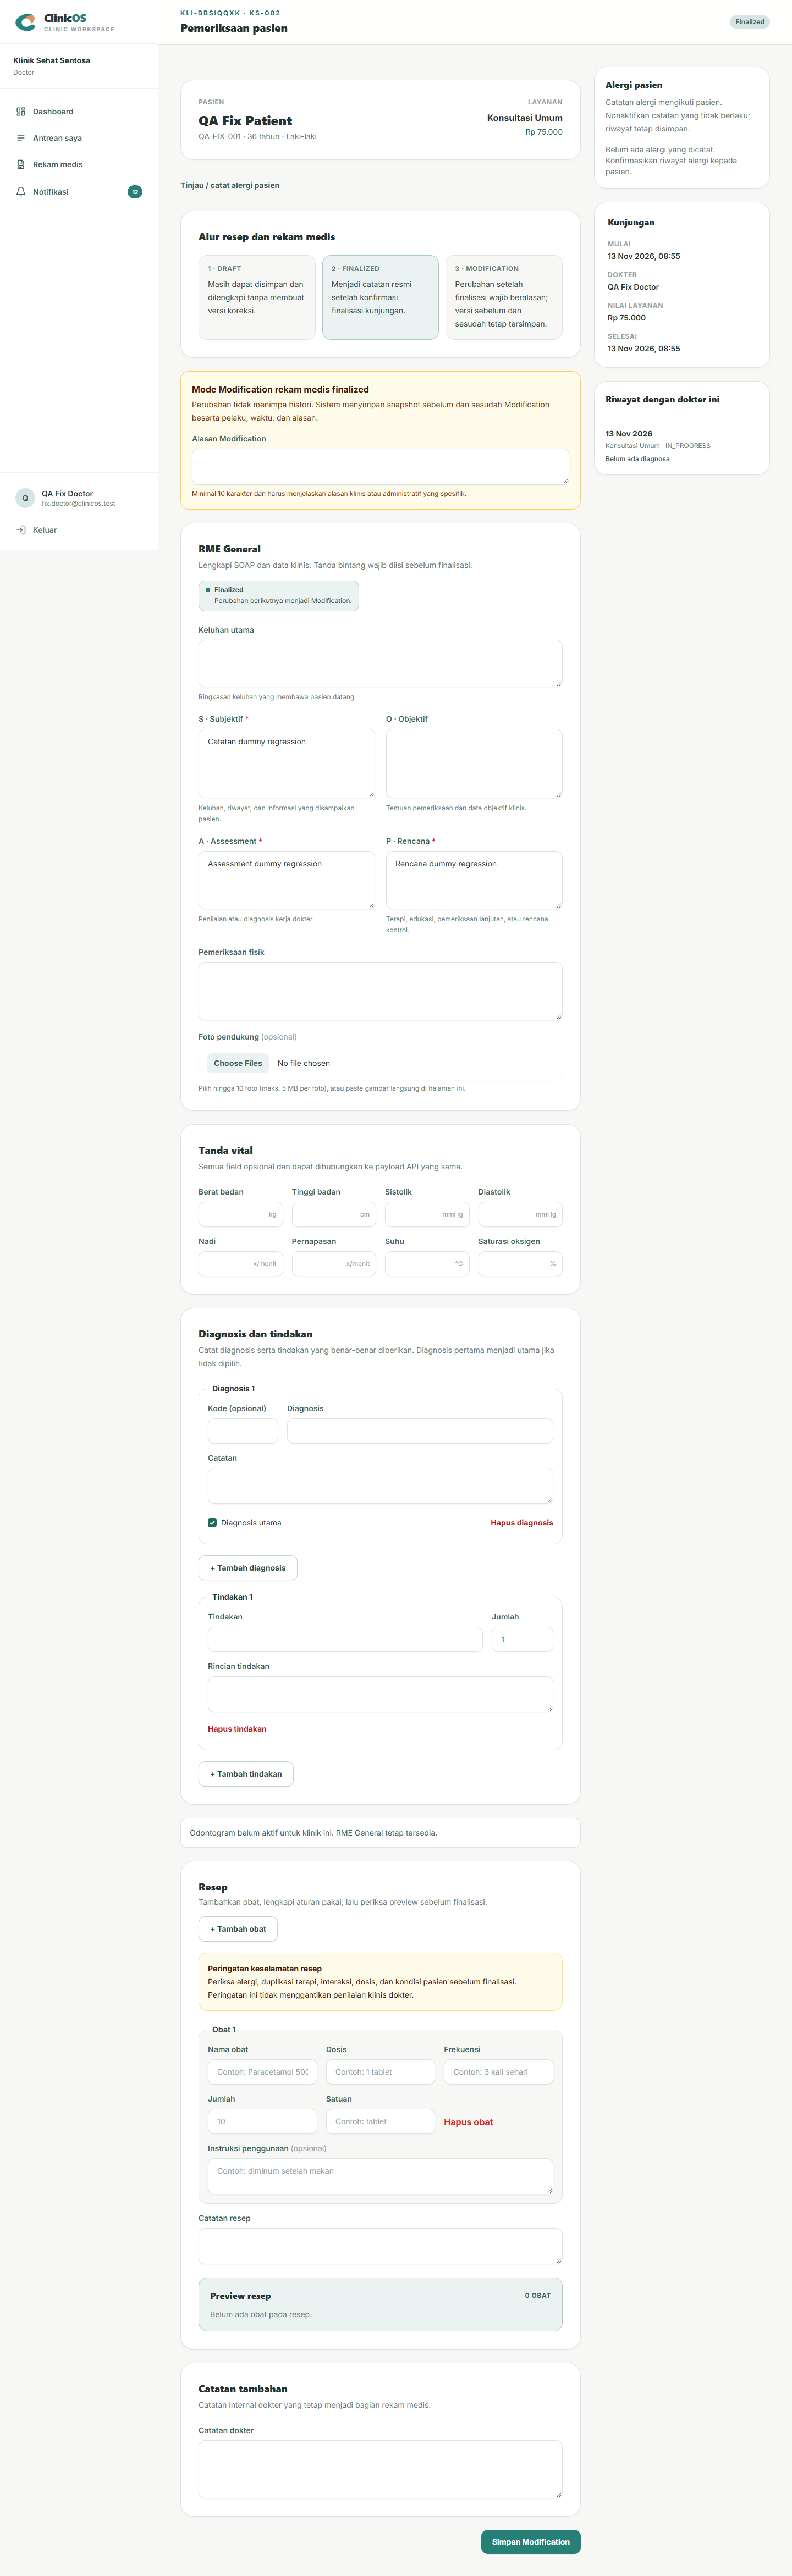 ClinicOS
CLINIC WORKSPACE
Klinik Sehat Sentosa
Doctor
Dashboard
Antrean saya
Rekam medis
Notifikasi
12
QA Fix Doctor
Q
fix.doctor@clinicos.test
Keluar
KLI-BBSIQQXK · KS-002
Pemeriksaan pasien
Finalized
PASIEN
QA Fix Patient
QA-FIX-001 · 36 tahun · Laki-laki
LAYANAN
Konsultasi Umum
Rp 75.000
Tinjau / catat alergi pasien
Alur resep dan rekam medis
1 · DRAFT
Masih dapat disimpan dan
dilengkapi tanpa membuat
versi koreksi.
2 · FINALIZED
Menjadi catatan resmi
setelah konfirmasi
finalisasi kunjungan.
3 · MODIFICATION
Perubahan setelah
finalisasi wajib beralasan;
versi sebelum dan
sesudah tetap tersimpan.
Mode Modification rekam medis finalized
Perubahan tidak menimpa histori. Sistem menyimpan snapshot sebelum dan sesudah Modification
beserta pelaku, waktu, dan alasan.
Alasan Modification
Minimal 10 karakter dan harus menjelaskan alasan klinis atau administratif yang spesifik.
RME General
Lengkapi SOAP dan data klinis. Tanda bintang wajib diisi sebelum finalisasi.
Finalized
Perubahan berikutnya menjadi Modification.
Keluhan utama
Ringkasan keluhan yang membawa pasien datang.
S · Subjektif *
Catatan dummy regression
Keluhan, riwayat, dan informasi yang disampaikan
pasien.
O · Objektif
Temuan pemeriksaan dan data objektif klinis.
A · Assessment *
Assessment dummy regression
Penilaian atau diagnosis kerja dokter.
P · Rencana *
Rencana dummy regression
Terapi, edukasi, pemeriksaan lanjutan, atau rencana
kontrol.
Pemeriksaan fisik
Foto pendukung (opsional)
Choose Files No file chosen
Pilih hingga 10 foto (maks. 5 MB per foto), atau paste gambar langsung di halaman ini.
Tanda vital
Semua field opsional dan dapat dihubungkan ke payload API yang sama.
Berat badan
kg
Tinggi badan
cm
Sistolik
mmHg
Diastolik
mmHg
Nadi
x/menit
Pernapasan
x/menit
Suhu
°C
Saturasi oksigen
%
Diagnosis dan tindakan
Catat diagnosis serta tindakan yang benar-benar diberikan. Diagnosis pertama menjadi utama jika
tidak dipilih.
Diagnosis 1
Kode (opsional)
Diagnosis
Catatan
Diagnosis utama
Hapus diagnosis
+ Tambah diagnosis
Tindakan 1
Tindakan
Jumlah
1
Rincian tindakan
Hapus tindakan
+ Tambah tindakan
Odontogram belum aktif untuk klinik ini. RME General tetap tersedia.
Resep
Tambahkan obat, lengkapi aturan pakai, lalu periksa preview sebelum finalisasi.
+ Tambah obat
Peringatan keselamatan resep
Periksa alergi, duplikasi terapi, interaksi, dosis, dan kondisi pasien sebelum finalisasi.
Peringatan ini tidak menggantikan penilaian klinis dokter.
Obat 1
Nama obat
Contoh: Paracetamol 500
Dosis
Contoh: 1 tablet
Frekuensi
Contoh: 3 kali sehari
Jumlah
10
Satuan
Contoh: tablet
Hapus obat
Instruksi penggunaan (opsional)
Contoh: diminum setelah makan
Catatan resep
Preview resep
0 OBAT
Belum ada obat pada resep.
Catatan tambahan
Catatan internal dokter yang tetap menjadi bagian rekam medis.
Catatan dokter
Simpan Modification
Alergi pasien
Catatan alergi mengikuti pasien.
Nonaktifkan catatan yang tidak berlaku;
riwayat tetap disimpan.
Belum ada alergi yang dicatat.
Konfirmasikan riwayat alergi kepada
pasien.
Kunjungan
MULAI
13 Nov 2026, 08:55
DOKTER
QA Fix Doctor
NILAI LAYANAN
Rp 75.000
SELESAI
13 Nov 2026, 08:55
Riwayat dengan dokter ini
13 Nov 2026
Konsultasi Umum · IN_PROGRESS
Belum ada diagnosa